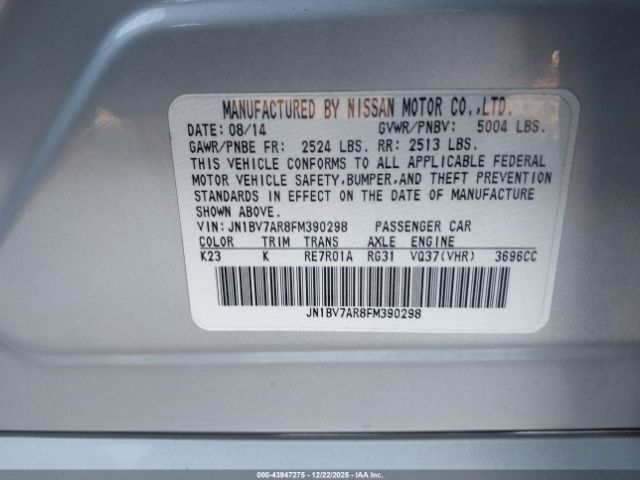 MANUFACTURED BY NISSAN MOTOR CO.,LTD.
DATE: 08/14 GVWR/PNBV: 5004 LBS.
GAWR/PNBE FR: 2524 LBS. RR: 2513 LBS.
THIS VEHICLE CONFORMS TO ALL APPLICABLE FEDERAL
MOTOR VEHICLE SAFETY,BUMPER,AND THEFT PREVENTION
STANDARDS IN EFFECT ON THE DATE OF MANUFACTURE
SHOWN ABOVE.
VIN: JN1BV7AR8FM390298 PASSENGER CAR
COLOR TRIM TRANS AXLE ENGINE
K23 K RE7R01A RG31 VQ37(VHR) 3696CC
JN1BV7AR8FM390298
000-43947275 - 12/22/2025 - IAA, Inc.